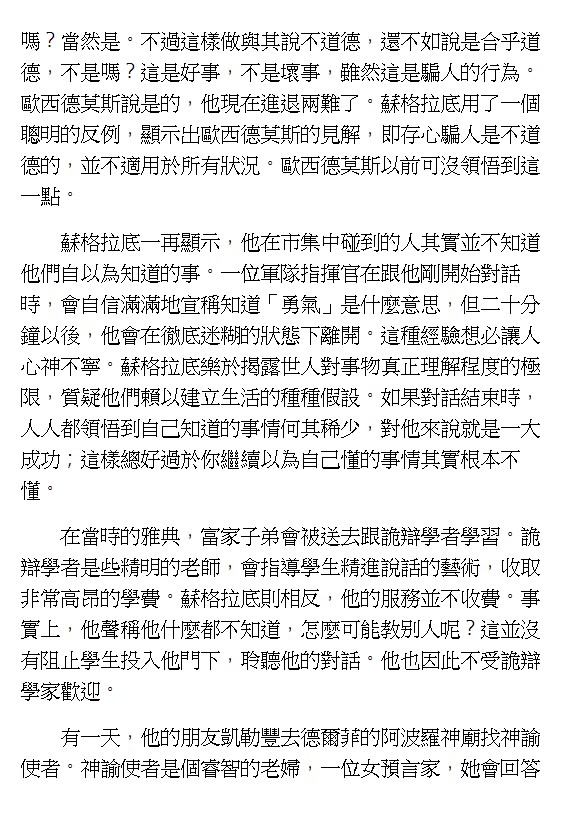 嗎？當然是。不過這樣做與其說不道德，還不如說是合乎道
德，不是嗎？這是好事，不是壞事，雖然這是騙人的行為。
歐西德莫斯說是的，他現在進退兩難了。蘇格拉底用了一個
聰明的反例，顯示出歐西德莫斯的見解，即存心騙人是不道
德的，並不適用於所有狀況。歐西德莫斯以前可沒領悟到這
一點。
蘇格拉底一再顯示，他在市集中碰到的人其實並不知道
他們自以為知道的事。一位軍隊指揮官在跟他剛開始對話
時，會自信滿滿地宣稱知道「勇氣」是什麼意思，但二十分
鐘以後，他會在徹底迷糊的狀態下離開。這種經驗想必讓人
心神不寧。蘇格拉底樂於揭露世人對事物真正理解程度的極
限，質疑他們賴以建立生活的種種假設。如果對話結束時，
人人都領悟到自己知道的事情何其稀少，對他來說就是一大
成功；這樣總好過於你繼續以為自己懂的事情其實根本不
懂。
在當時的雅典，富家子弟會被送去跟詭辯學者學習。詭
辯學者是些精明的老師，會指導學生精進說話的藝術，收取
非常高昂的學費。蘇格拉底則相反，他的服務並不收費。事
實上，他聲稱他什麼都不知道，怎麼可能教別人呢？這並沒
有阻止學生投入他門下，聆聽他的對話。他也因此不受詭辯
學家歡迎。
有一天，他的朋友凱勒豐去德爾菲的阿波羅神廟找神諭
使者。神諭使者是個睿智的老婦，一位女預言家，她會回答